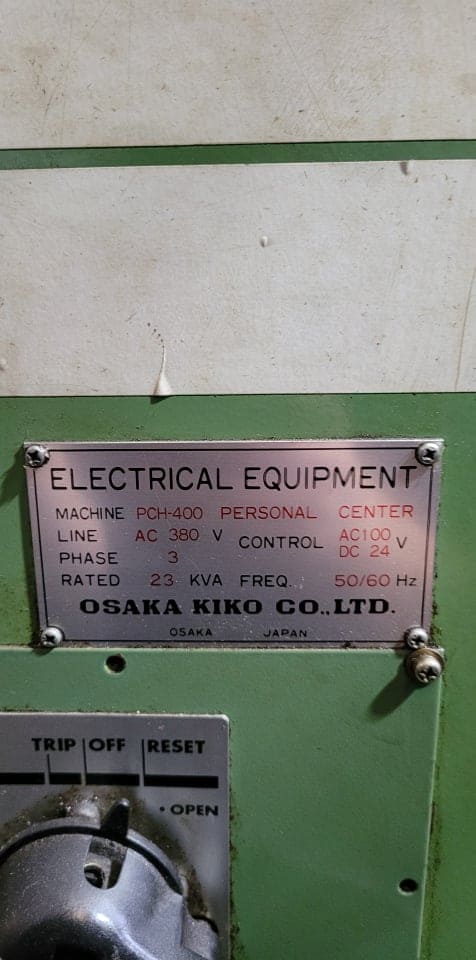 ELECTRICAL EQUIPMENT
MACHINE PCH-400 PERSONAL CENTER
LINE AC 380 V CONTROL AC100 DC 24 V
PHASE 3
RATED 23 KVA FREQ. 50/60 Hz
OSAKA KIKO CO.,LTD.
OSAKA JAPAN
TRIP OFF RESET
• OPEN